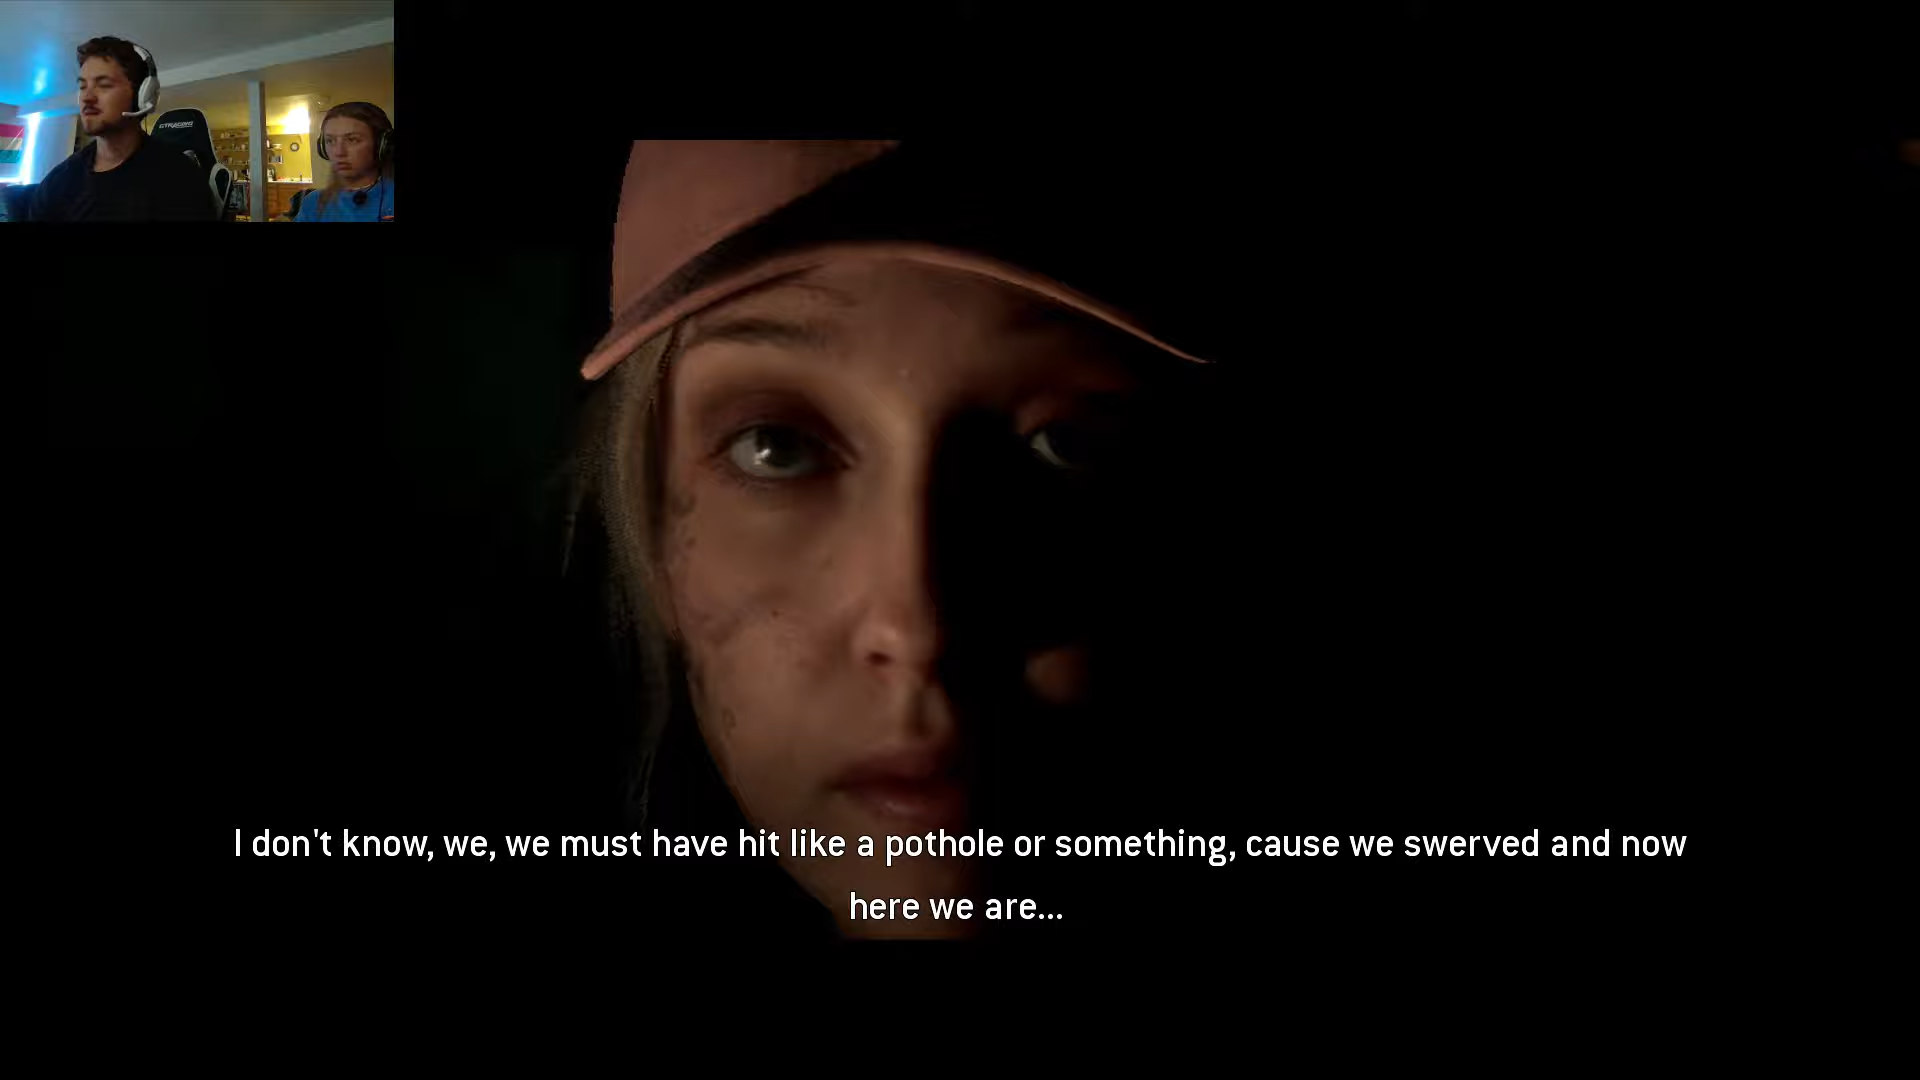 GTRACING
I don't know, we, we must have hit like a pothole or something, cause we swerved and now
here we are...